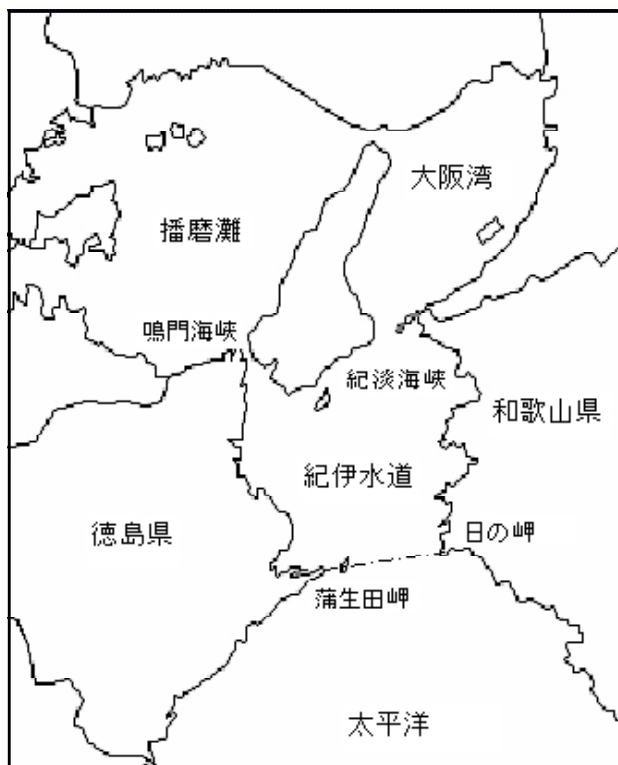 大阪湾
播磨灘
鳴門海峡
紀淡海峡
和歌山県
紀伊水道
徳島県
日の岬
蒲生田岬
太平洋